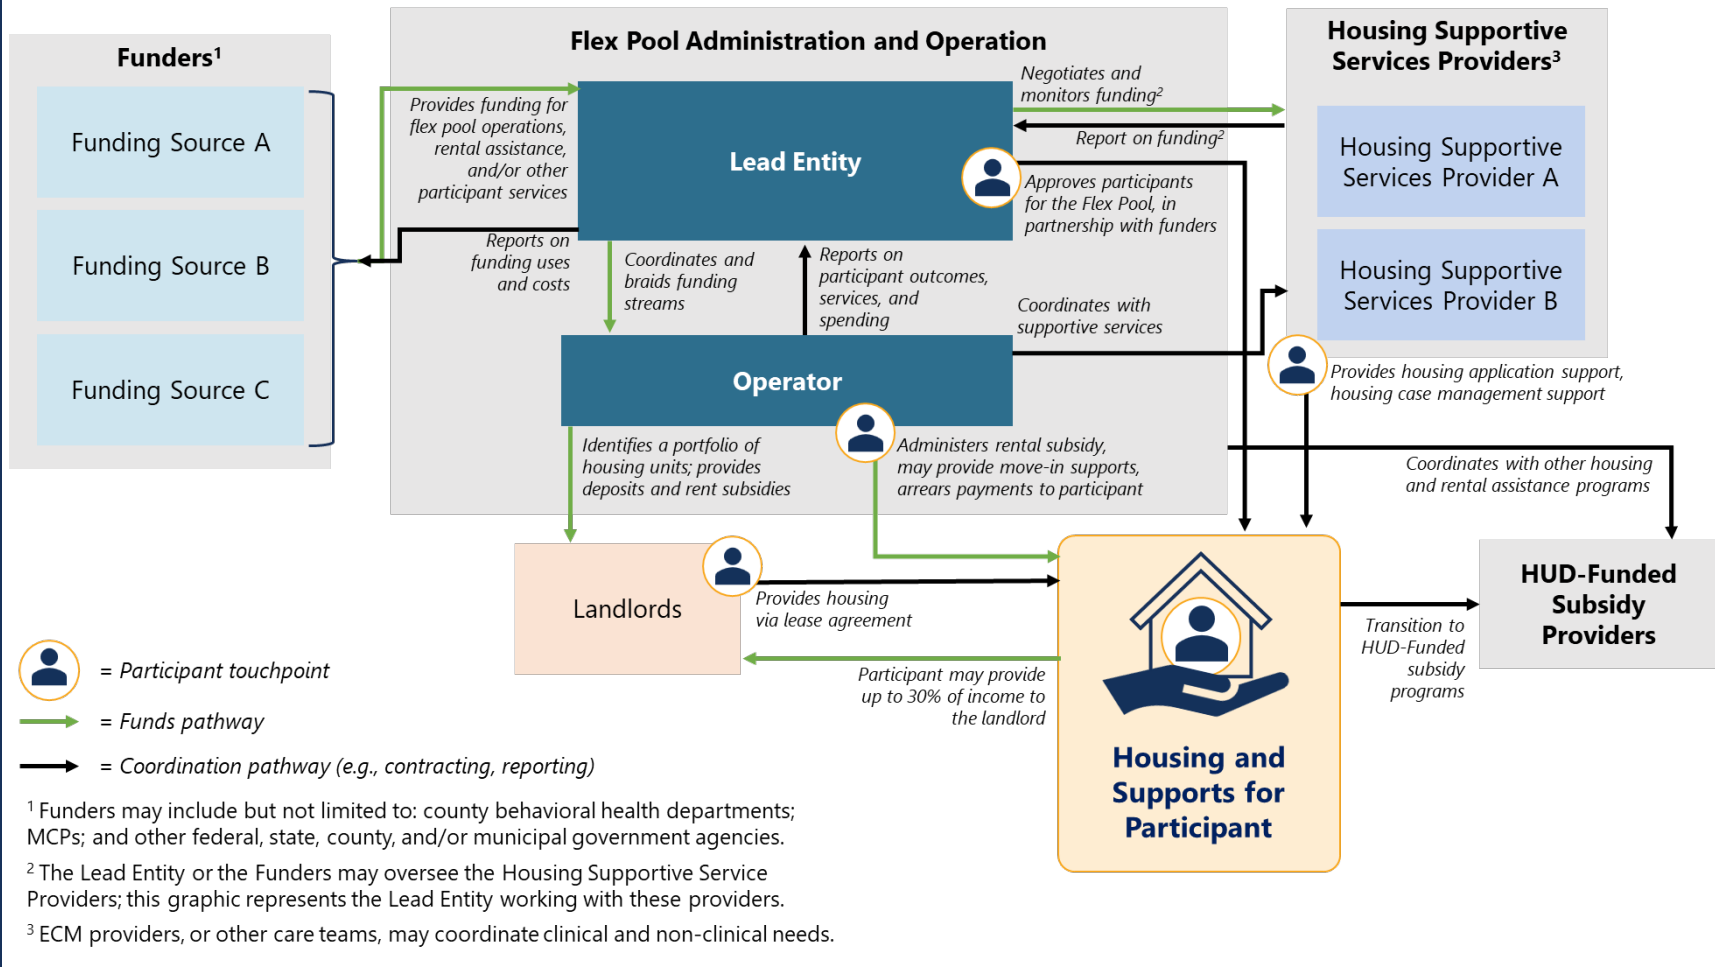 Funders¹
Funding Source A
Funding Source B
Funding Source C
Flex Pool Administration and Operation
Provides funding for
flex pool operations,
rental assistance,
and/or other
participant services
Lead Entity
Negotiates and
monitors funding²
Report on funding²
Approves participants
for the Flex Pool, in
partnership with funders
Reports on
funding uses
and costs
Coordinates and
braids funding
streams
Reports on
participant outcomes,
services, and
spending
Coordinates with
supportive services
Operator
Identifies a portfolio of
housing units; provides
deposits and rent subsidies
Administers rental subsidy,
may provide move-in supports,
arrears payments to participant
Housing Supportive
Services Providers³
Housing Supportive
Services Provider A
Housing Supportive
Services Provider B
Provides housing application support,
housing case management support
Coordinates with other housing
and rental assistance programs
Landlords
Provides housing
via lease agreement
Participant may provide
up to 30% of income to
the landlord
Housing and
Supports for
Participant
Transition to
HUD-Funded
subsidy
programs
HUD-Funded
Subsidy
Providers
= Participant touchpoint
= Funds pathway
= Coordination pathway (e.g., contracting, reporting)
¹ Funders may include but not limited to: county behavioral health departments;
MCPs; and other federal, state, county, and/or municipal government agencies.
² The Lead Entity or the Funders may oversee the Housing Supportive Service
Providers; this graphic represents the Lead Entity working with these providers.
³ ECM providers, or other care teams, may coordinate clinical and non-clinical needs.